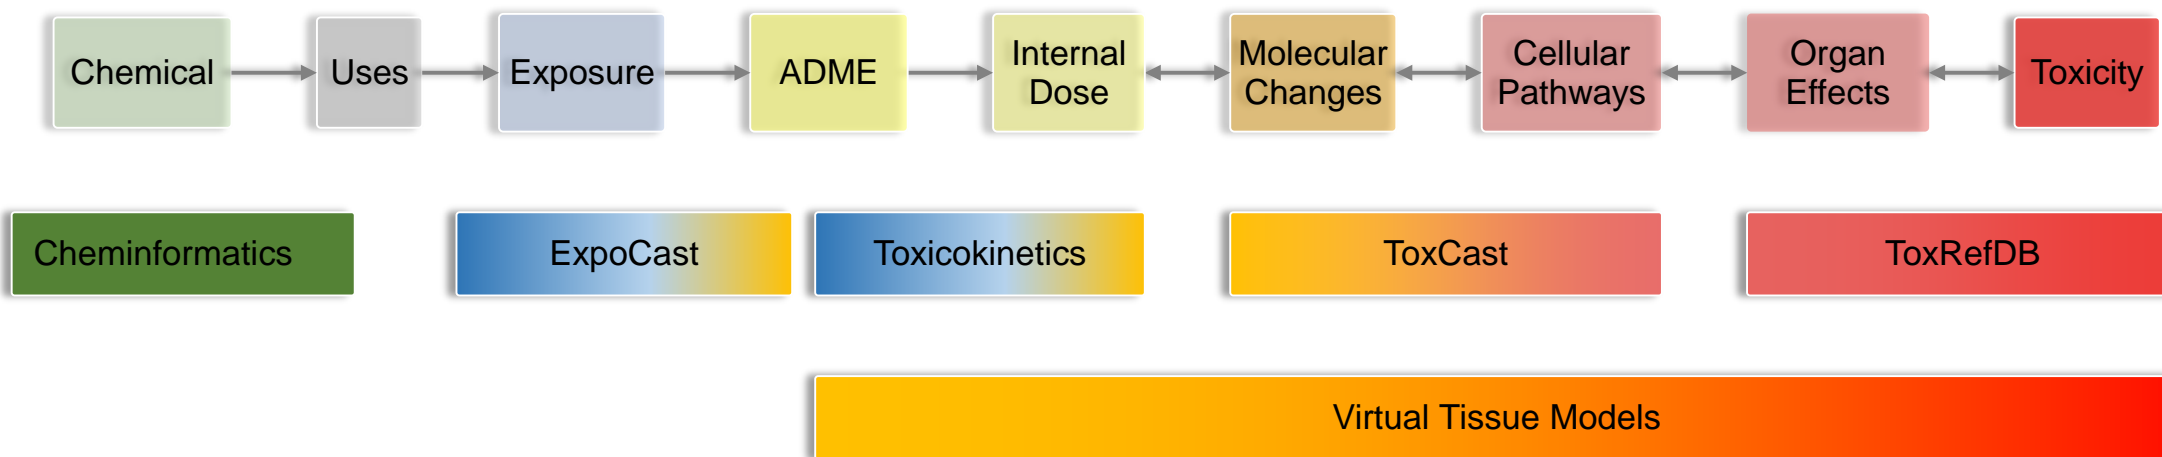 Chemical
Uses
Exposure
ADME
Internal
Dose
Molecular
Changes
Cellular
Pathways
Organ
Effects
Toxicity
Cheminformatics
ExpoCast
Toxicokinetics
ToxCast
ToxRefDB
Virtual Tissue Models